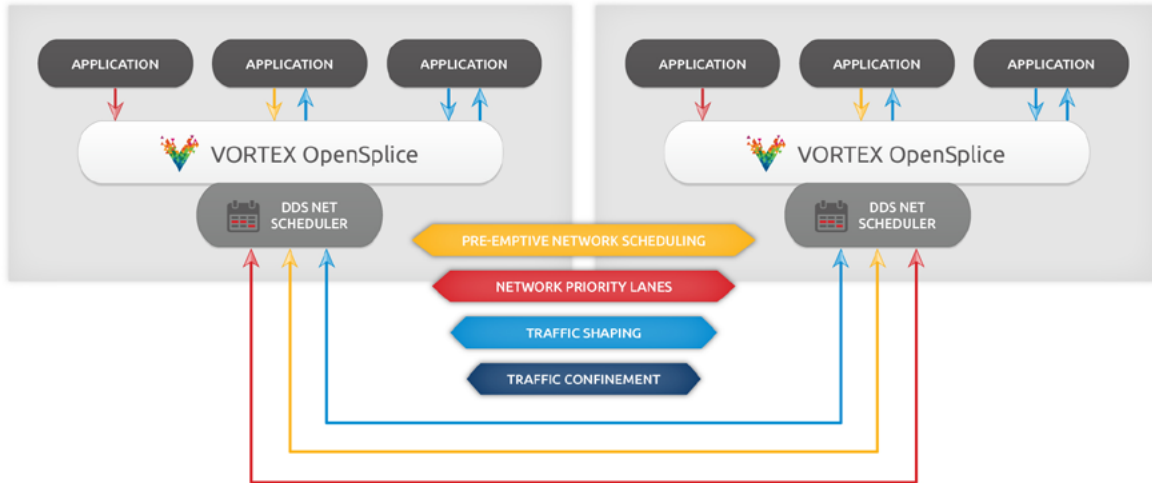 APPLICATION
APPLICATION
APPLICATION
VORTEX OpenSplice
DDS NET
SCHEDULER
APPLICATION
APPLICATION
APPLICATION
VORTEX OpenSplice
DDS NET
SCHEDULER
PRE-EMPTIVE NETWORK SCHEDULING
NETWORK PRIORITY LANES
TRAFFIC SHAPING
TRAFFIC CONFINEMENT